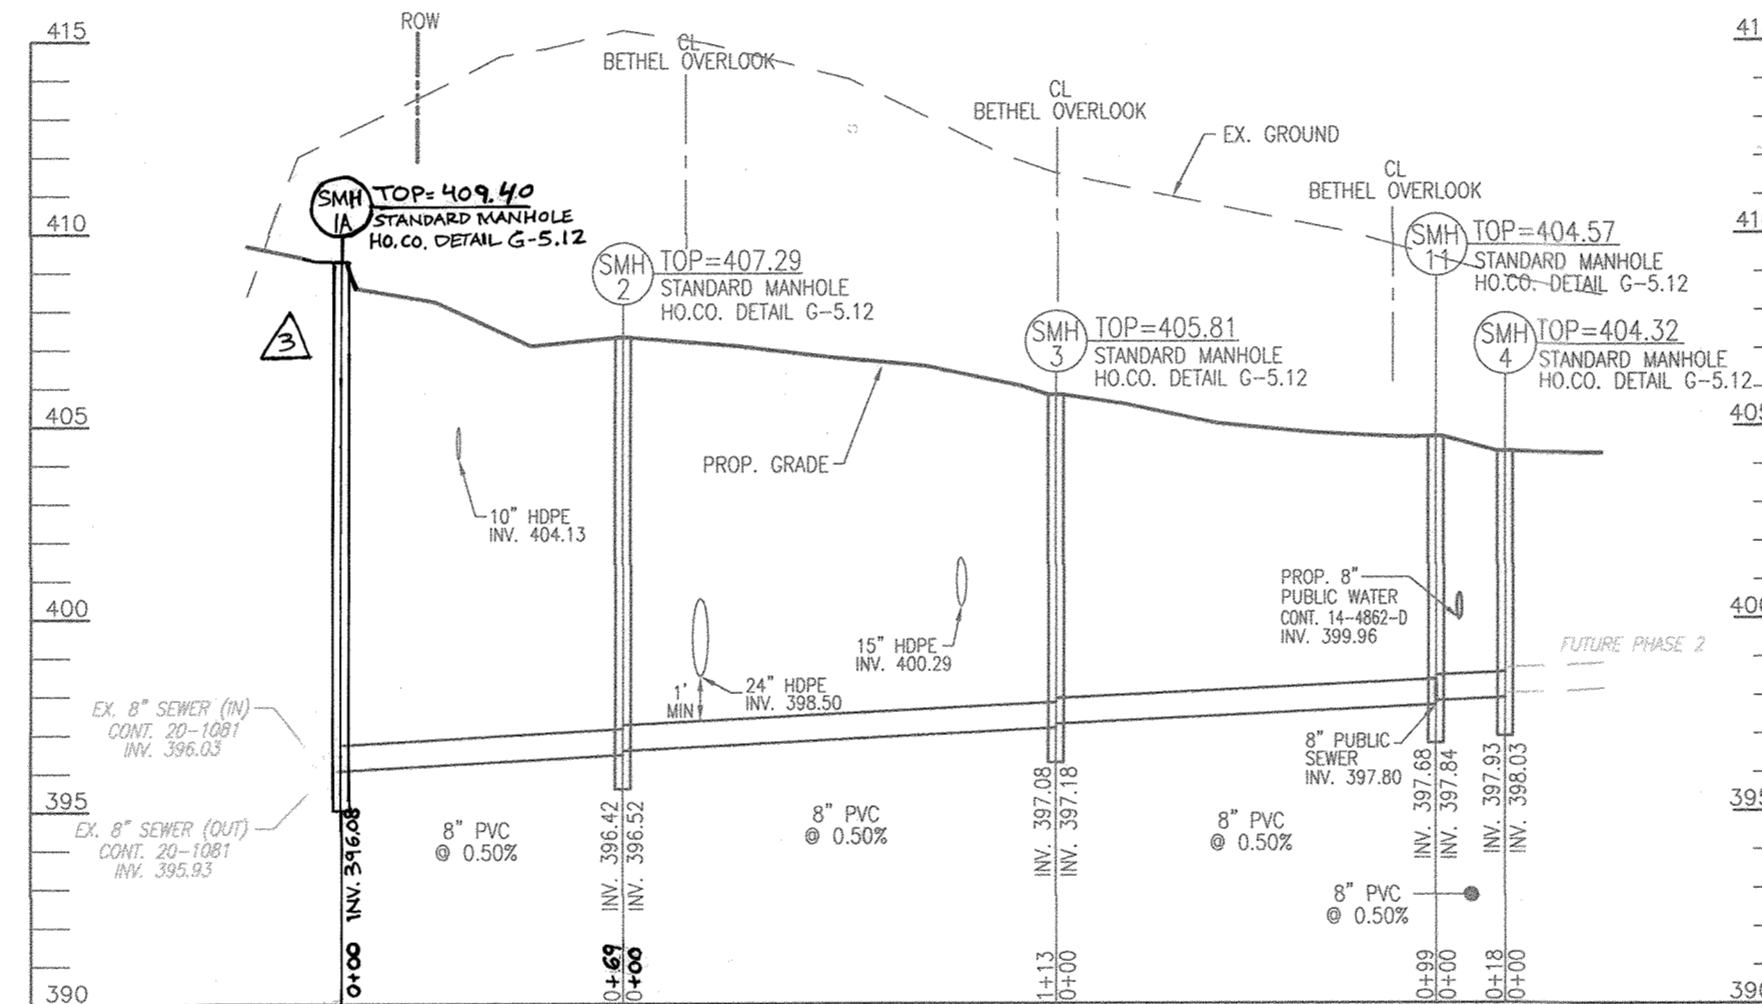 415
ROW
CL
BETHEL OVERLOOK
CL
BETHEL OVERLOOK
EX. GROUND
CL
BETHEL OVERLOOK
41
SMH
1A
TOP=409.40
STANDARD MANHOLE
HO.CO. DETAIL G-5.12
410
SMH
2
TOP=407.29
STANDARD MANHOLE
HO.CO. DETAIL G-5.12
SMH
3
TOP=405.81
STANDARD MANHOLE
HO.CO. DETAIL G-5.12
SMH
11
TOP=404.57
STANDARD MANHOLE
HO.CO. DETAIL G-5.12
41
SMH
4
TOP=404.32
STANDARD MANHOLE
HO.CO. DETAIL G-5.12
3
405
PROP. GRADE
405
10" HDPE
INV. 404.13
400
15" HDPE
INV. 400.29
PROP. 8"
PUBLIC WATER
CONT. 14-4862-D
INV. 399.96
400
FUTURE PHASE 2
1'
MIN
24" HDPE
INV. 398.50
EX. 8" SEWER (IN)
CONT. 20-1081
INV. 396.03
8" PUBLIC
SEWER
INV. 397.80
395
EX. 8" SEWER (OUT)
CONT. 20-1081
INV. 395.93
8" PVC
@ 0.50%
8" PVC
@ 0.50%
8" PVC
@ 0.50%
8" PVC
@ 0.50%
395
0+00 INV. 396.08
INV. 396.42
INV. 396.52
INV. 397.08
INV. 397.18
INV. 397.68
INV. 397.84
INV. 397.93
INV. 398.03
0+69
0+00
1+13
0+00
0+99
0+00
0+18
0+00
390